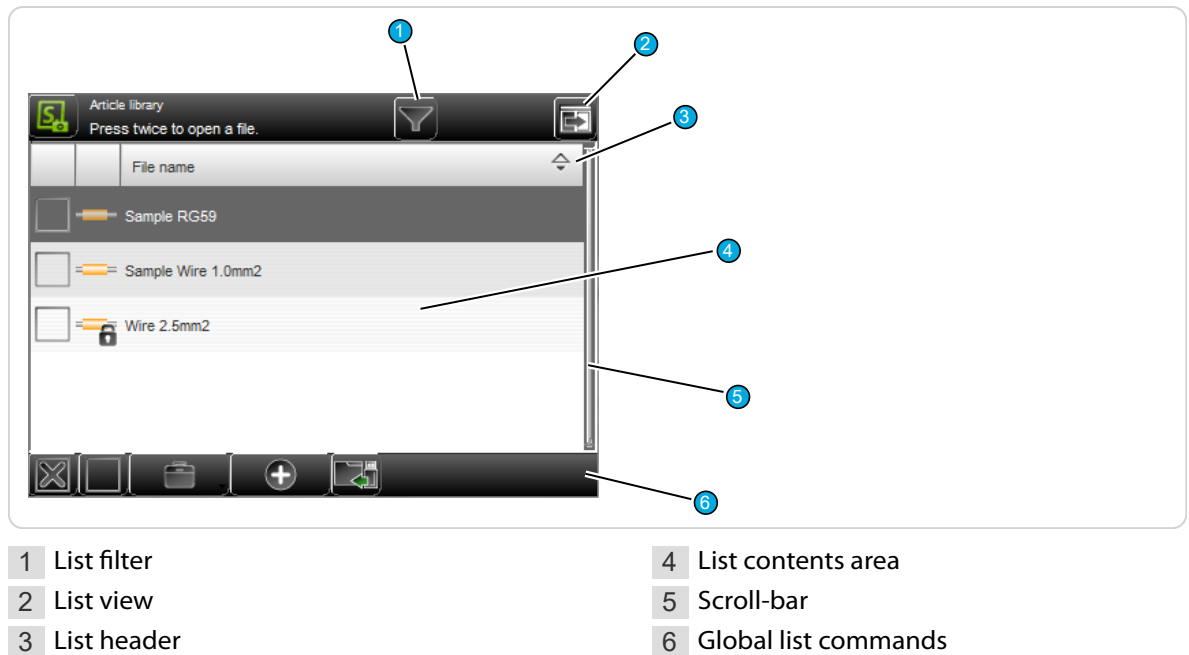 1
2
Article library
Press twice to open a file.
3
File name
Sample RG59
4
Sample Wire 1.0mm2
Wire 2.5mm2
5
6
1 List filter
2 List view
3 List header
4 List contents area
5 Scroll-bar
6 Global list commands